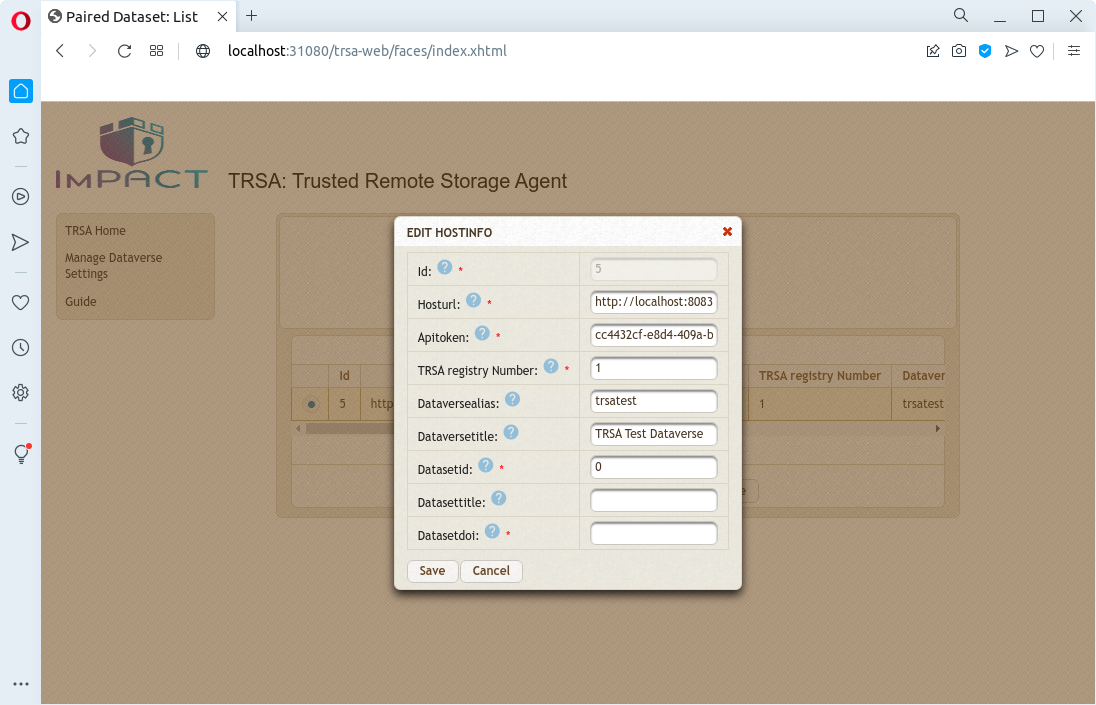 Paired Dataset: List
localhost:31080/trsa-web/faces/index.xhtml
IMPACT
TRSA: Trusted Remote Storage Agent
TRSA Home
Manage Dataverse
Settings
Guide
EDIT HOSTINFO
Id: ? *
5
Hosturl: ? *
http://localhost:8083
Apitoken: ? *
cc4432cf-e8d4-409a-b
TRSA registry Number: ? *
1
Dataversealias: ?
trsatest
Dataversetitle: ?
TRSA Test Dataverse
Datasetid: ? *
0
Datasettitle: ?
Datasetdoi: ? *
Save Cancel
Id
TRSA registry Number
Dataver
5
http
1
trsatest